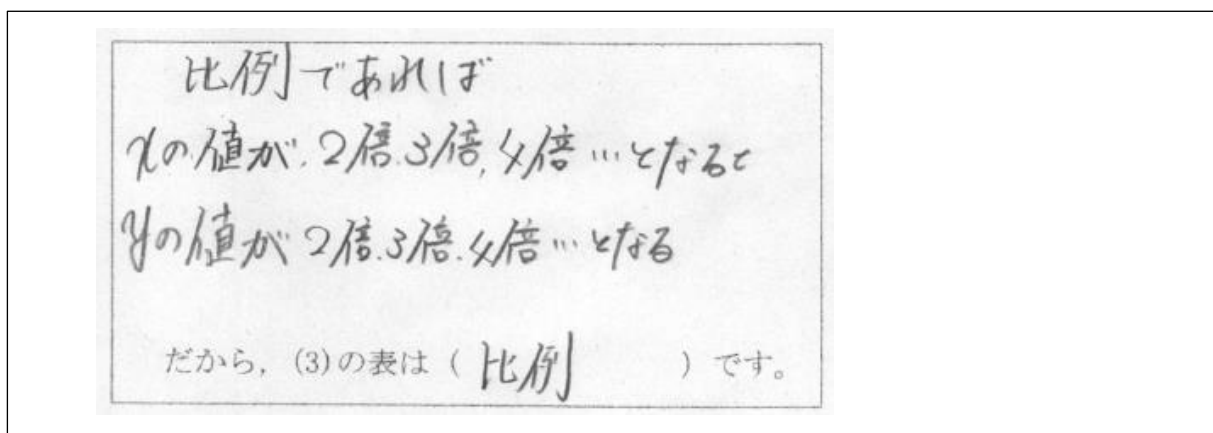 比例であれば
xの値が、2倍、3倍、4倍…となると
yの値が2倍、3倍、4倍…となる
だから，(3)の表は（比例）です。